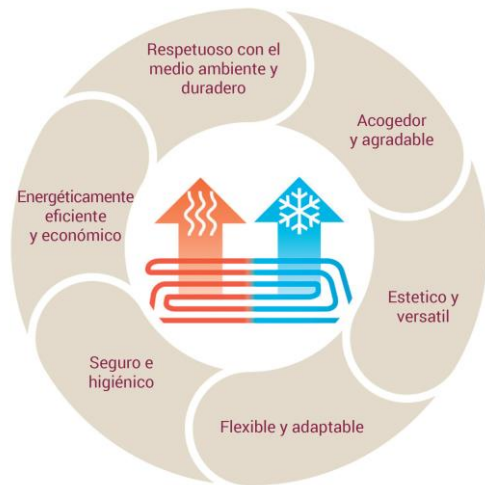 Respetuoso con el
medio ambiente y
duradero
Acogedor
y agradable
Estetico y
versatil
Flexible y adaptable
Seguro e
higiénico
Energéticamente
eficiente
y económico